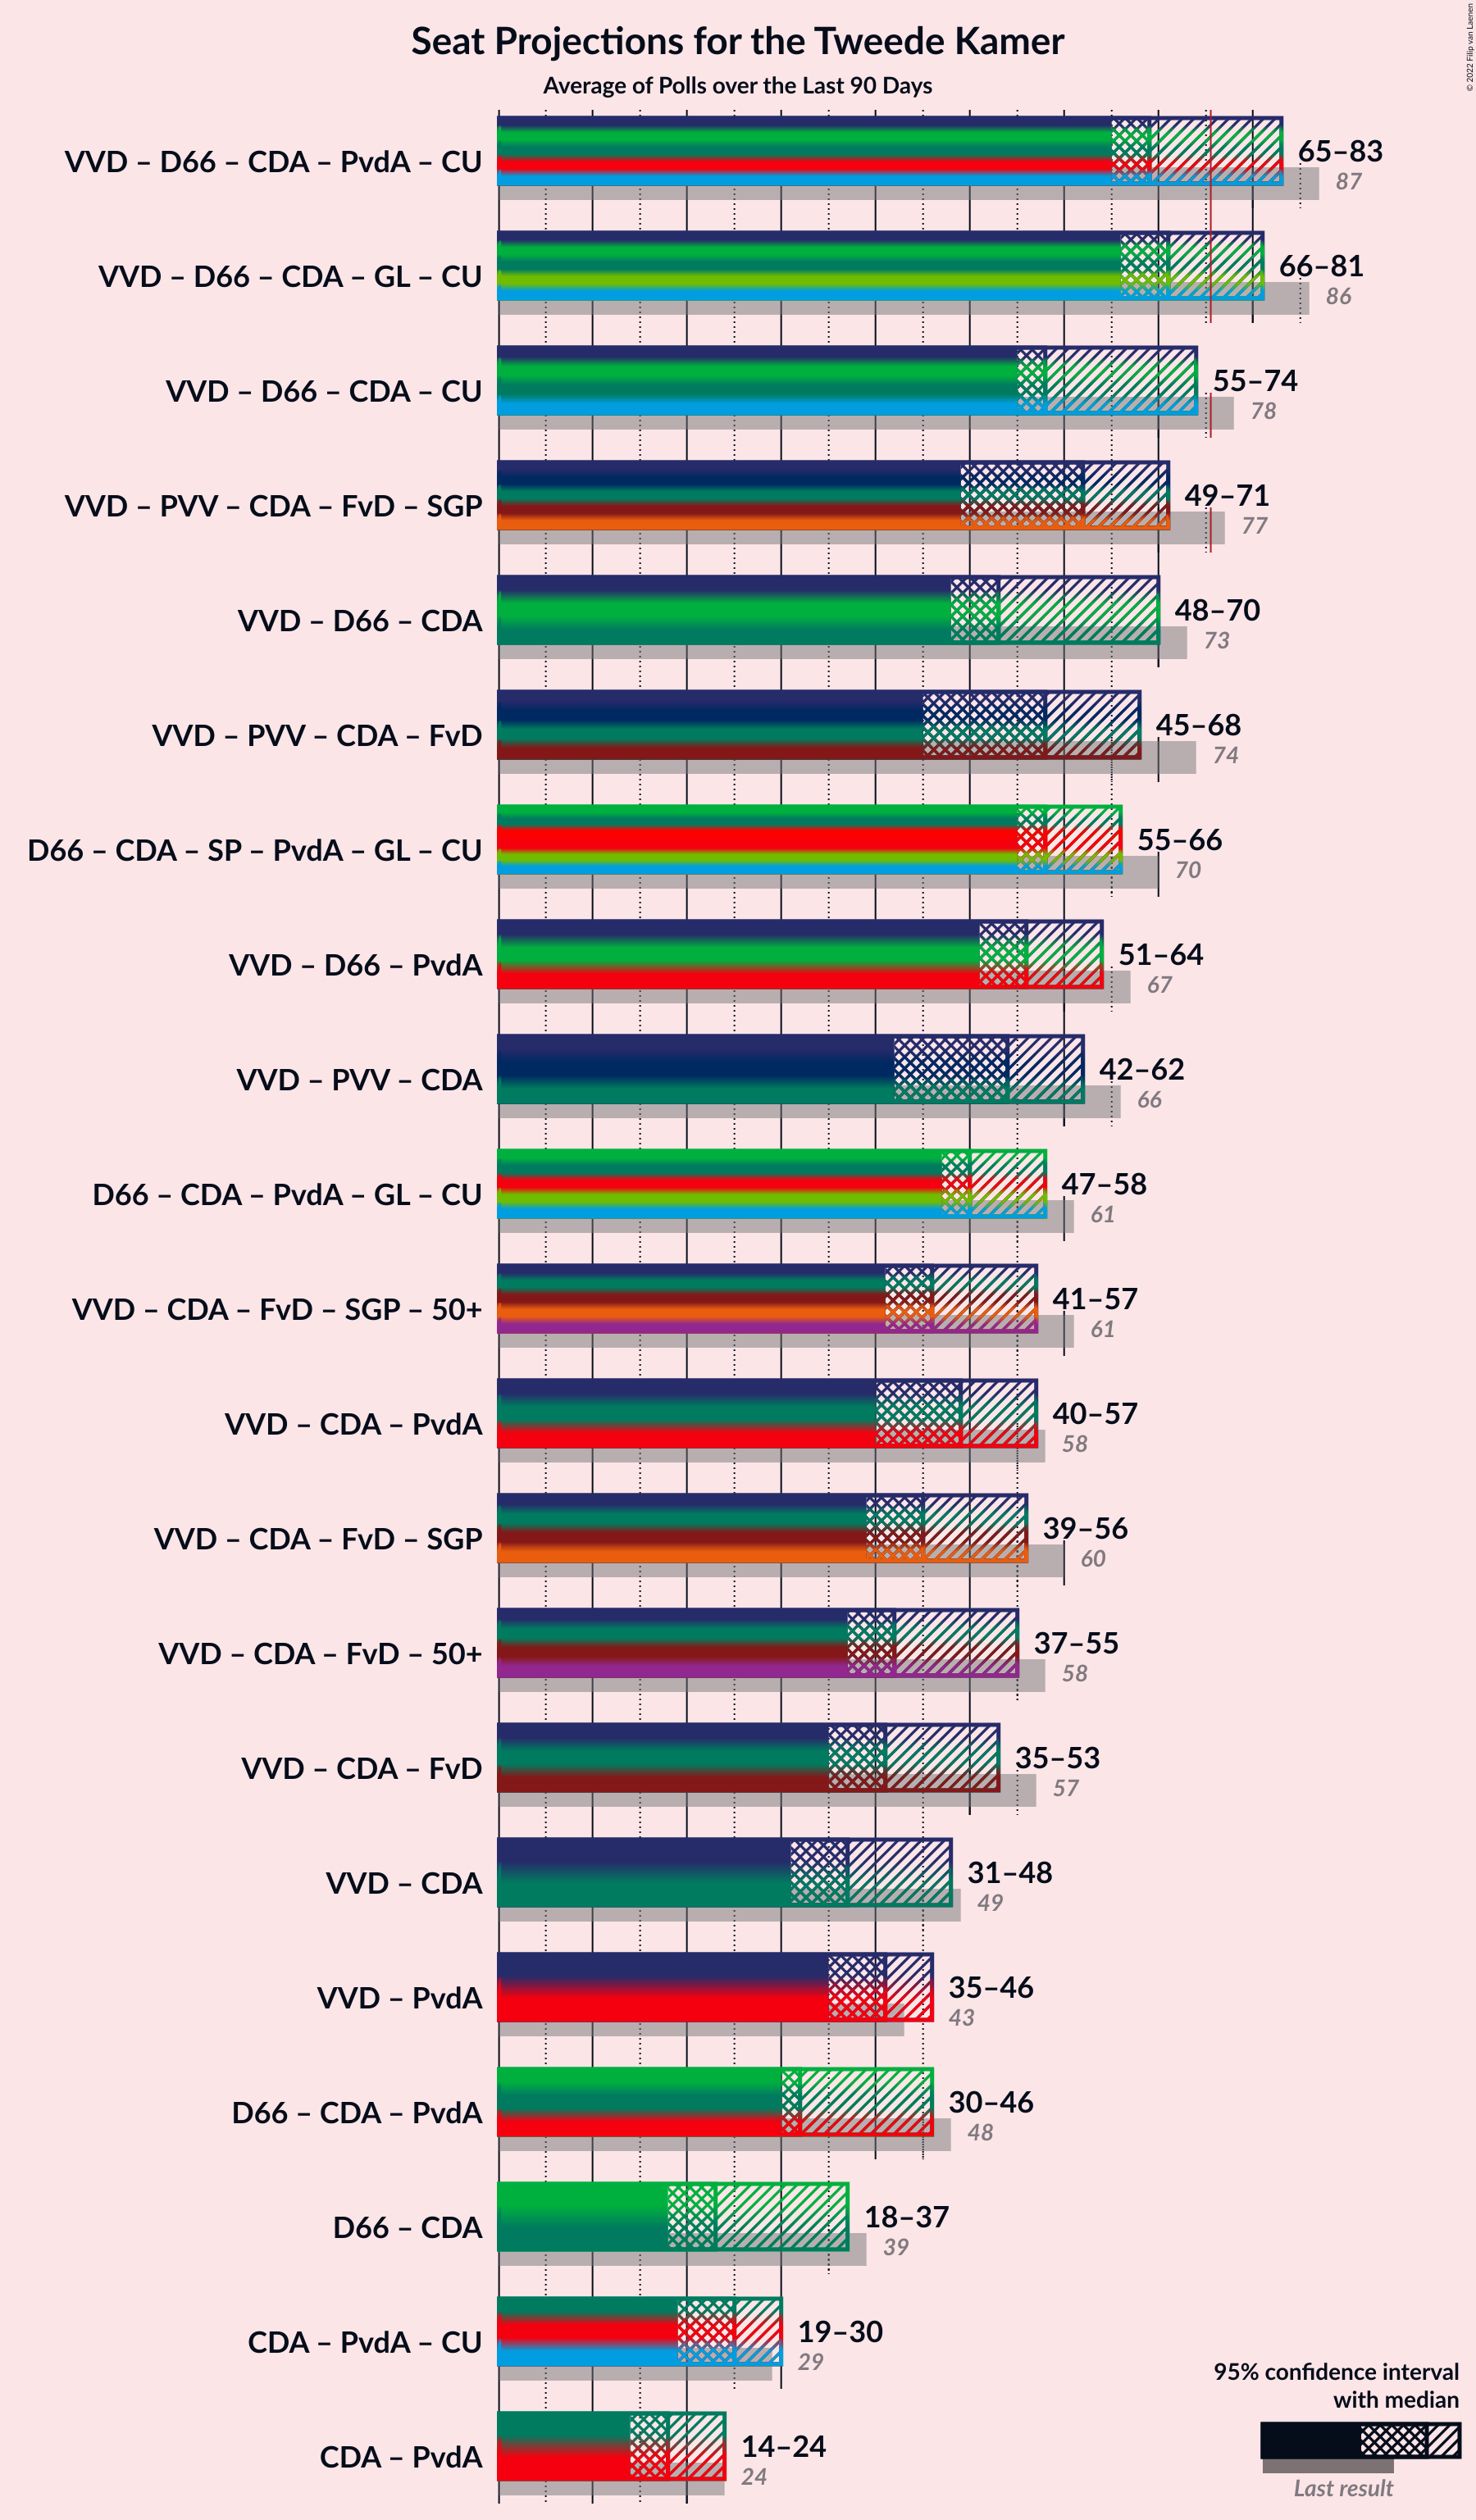 © 2022 Filip van Laenen
Seat Projections for the Tweede Kamer
Average of Polls over the Last 90 Days
VVD – D66 – CDA – PvdA – CU
65–83
87
VVD – D66 – CDA – GL – CU
66–81
86
VVD – D66 – CDA – CU
55–74
78
VVD – PVV – CDA – FvD – SGP
49–71
77
VVD – D66 – CDA
48–70
73
VVD – PVV – CDA – FvD
45–68
74
D66 – CDA – SP – PvdA – GL – CU
55–66
70
VVD – D66 – PvdA
51–64
67
VVD – PVV – CDA
42–62
66
D66 – CDA – PvdA – GL – CU
47–58
61
VVD – CDA – FvD – SGP – 50+
41–57
61
VVD – CDA – PvdA
40–57
58
VVD – CDA – FvD – SGP
39–56
60
VVD – CDA – FvD – 50+
37–55
58
VVD – CDA – FvD
35–53
57
VVD – CDA
31–48
49
VVD – PvdA
35–46
43
D66 – CDA – PvdA
30–46
48
D66 – CDA
18–37
39
CDA – PvdA – CU
19–30
29
CDA – PvdA
14–24
24
95% confidence interval
with median
Last result